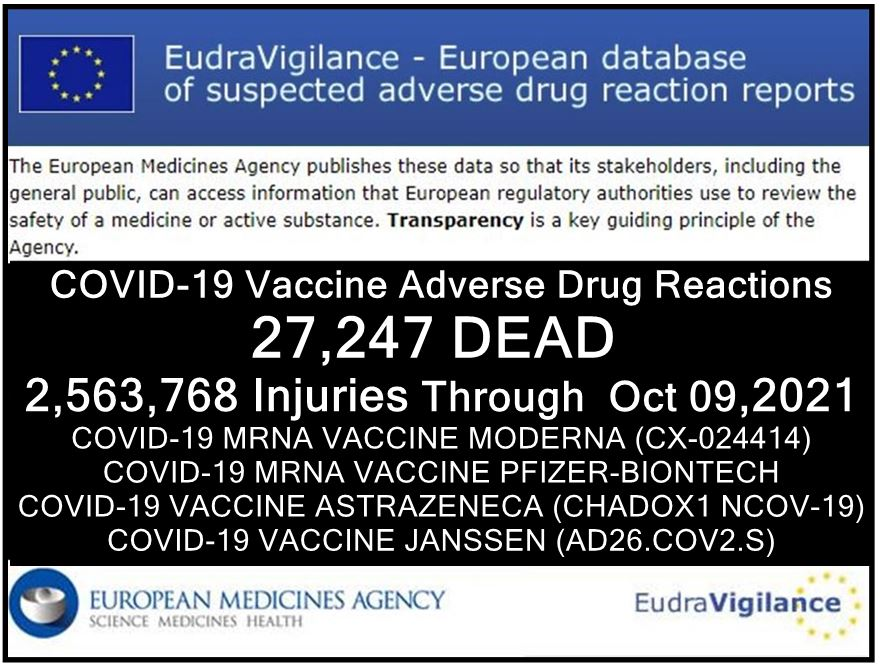 EudraVigilance - European database
of suspected adverse drug reaction reports
The European Medicines Agency publishes these data so that its stakeholders, including the
general public, can access information that European regulatory authorities use to review the
safety of a medicine or active substance. Transparency is a key guiding principle of the
Agency.
COVID-19 Vaccine Adverse Drug Reactions
27,247 DEAD
2,563,768 Injuries Through Oct 09,2021
COVID-19 MRNA VACCINE MODERNA (CX-024414)
COVID-19 MRNA VACCINE PFIZER-BIONTECH
COVID-19 VACCINE ASTRAZENECA (CHADOX1 NCOV-19)
COVID-19 VACCINE JANSSEN (AD26.COV2.S)
EUROPEAN MEDICINES AGENCY
SCIENCE MEDICINES HEALTH
EudraVigilance